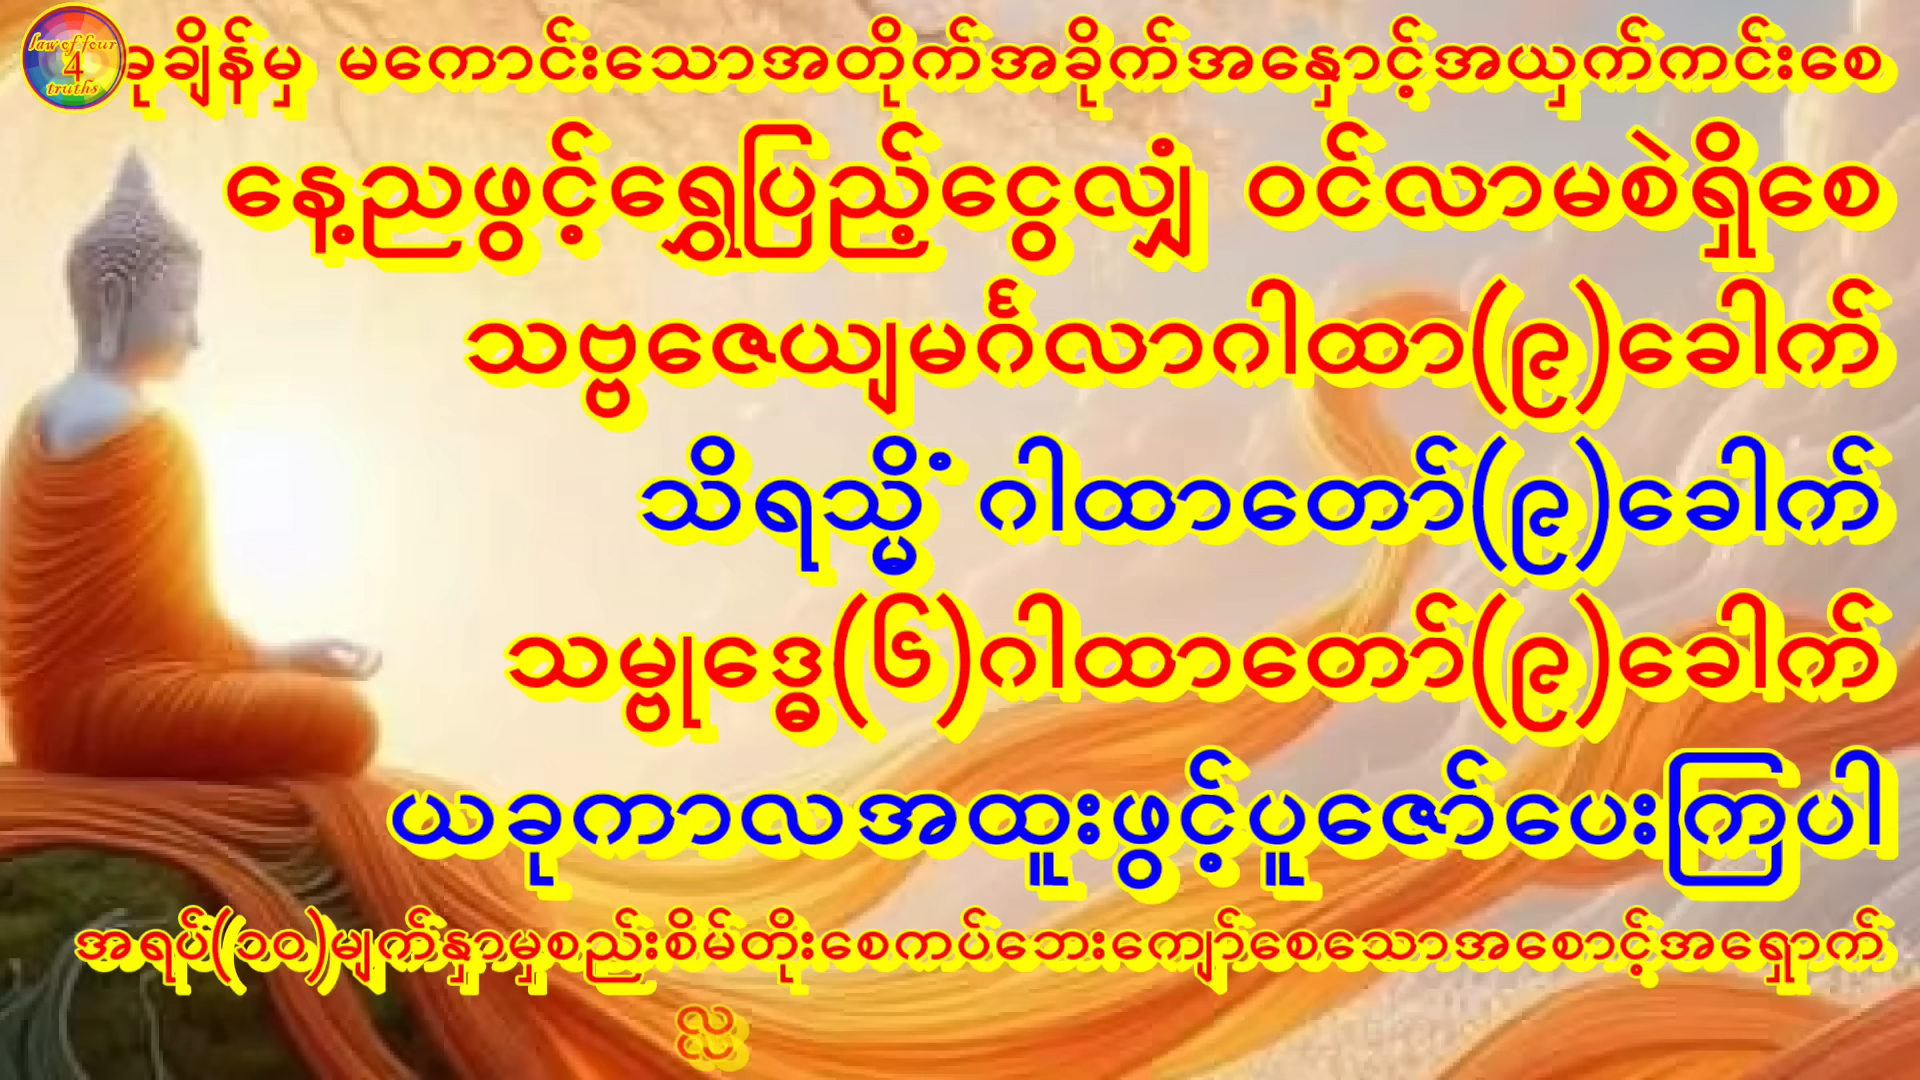 law of four
4
truths
ခုချိန်မှ မကောင်းသောအတိုက်အခိုက်အနှောင့်အယှက်ကင်းစေ
နေ့ညဖွင့်ရွှေပြည့်ငွေလျှံ ဝင်လာမစဲရှိစေ
သဗ္ဗဇေယျမင်္ဂလာဂါထာ(၉)ခေါက်
သိရသ္မိံ ဂါထာတော်(၉)ခေါက်
သမ္ဗုဒ္ဓေ(၆)ဂါထာတော်(၉)ခေါက်
ယခုကာလအထူးဖွင့်ပူဇော်ပေးကြပါ
အရပ်(၁၀)မျက်နှာမှစည်းစိမ်တိုးစေကပ်ဘေးကျော်စေသောအစောင့်အရှောက်